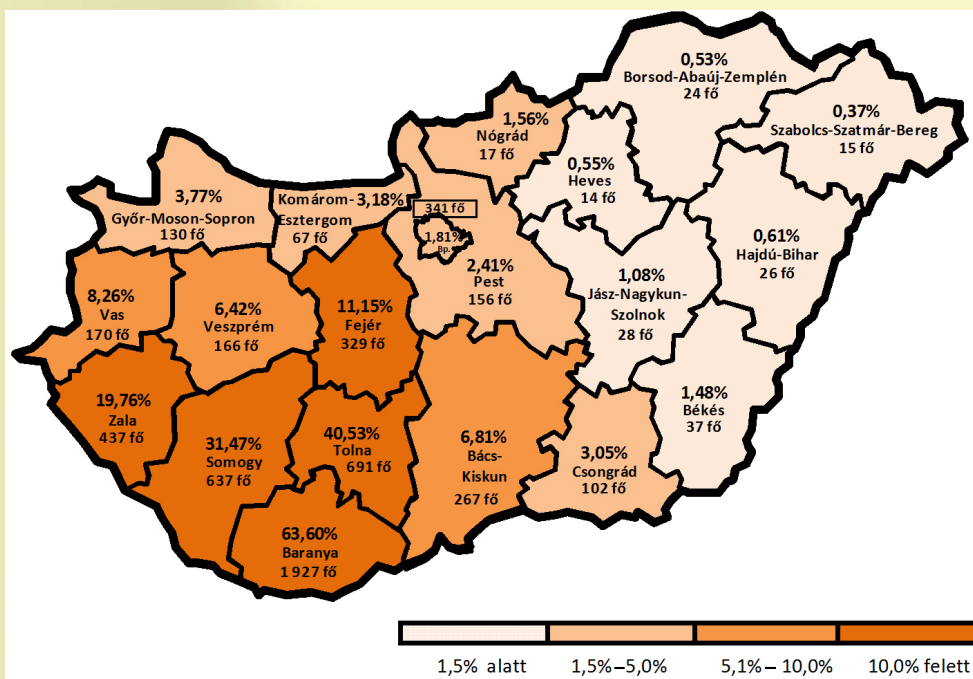 0,53%
Borsod-Abaúj-Zemplén
24 fő
0,37%
Szabolcs-Szatmár-Bereg
15 fő
1,56%
Nógrád
17 fő
0,55%
Heves
14 fő
3,77%
Győr-Moson-Sopron
130 fő
Komárom- 3,18%
Esztergom
67 fő
341 fő
1,81%
Bp.
2,41%
Pest
156 fő
0,61%
Hajdú-Bihar
26 fő
1,08%
Jász-Nagykun-
Szolnok
28 fő
8,26%
Vas
170 fő
6,42%
Veszprém
166 fő
11,15%
Fejér
329 fő
19,76%
Zala
437 fő
31,47%
Somogy
637 fő
40,53%
Tolna
691 fő
6,81%
Bács-
Kiskun
267 fő
3,05%
Csongrád
102 fő
1,48%
Békés
37 fő
63,60%
Baranya
1 927 fő
1,5% alatt
1,5%–5,0%
5,1%– 10,0%
10,0% felett